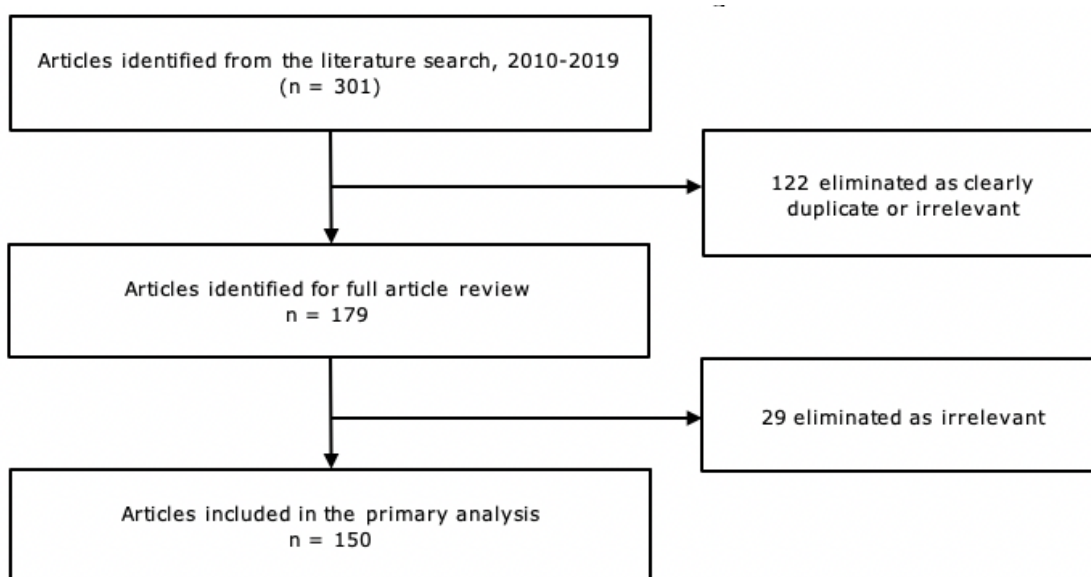 Articles identified from the literature search, 2010-2019
(n = 301)
122 eliminated as clearly
duplicate or irrelevant
Articles identified for full article review
n = 179
29 eliminated as irrelevant
Articles included in the primary analysis
n = 150